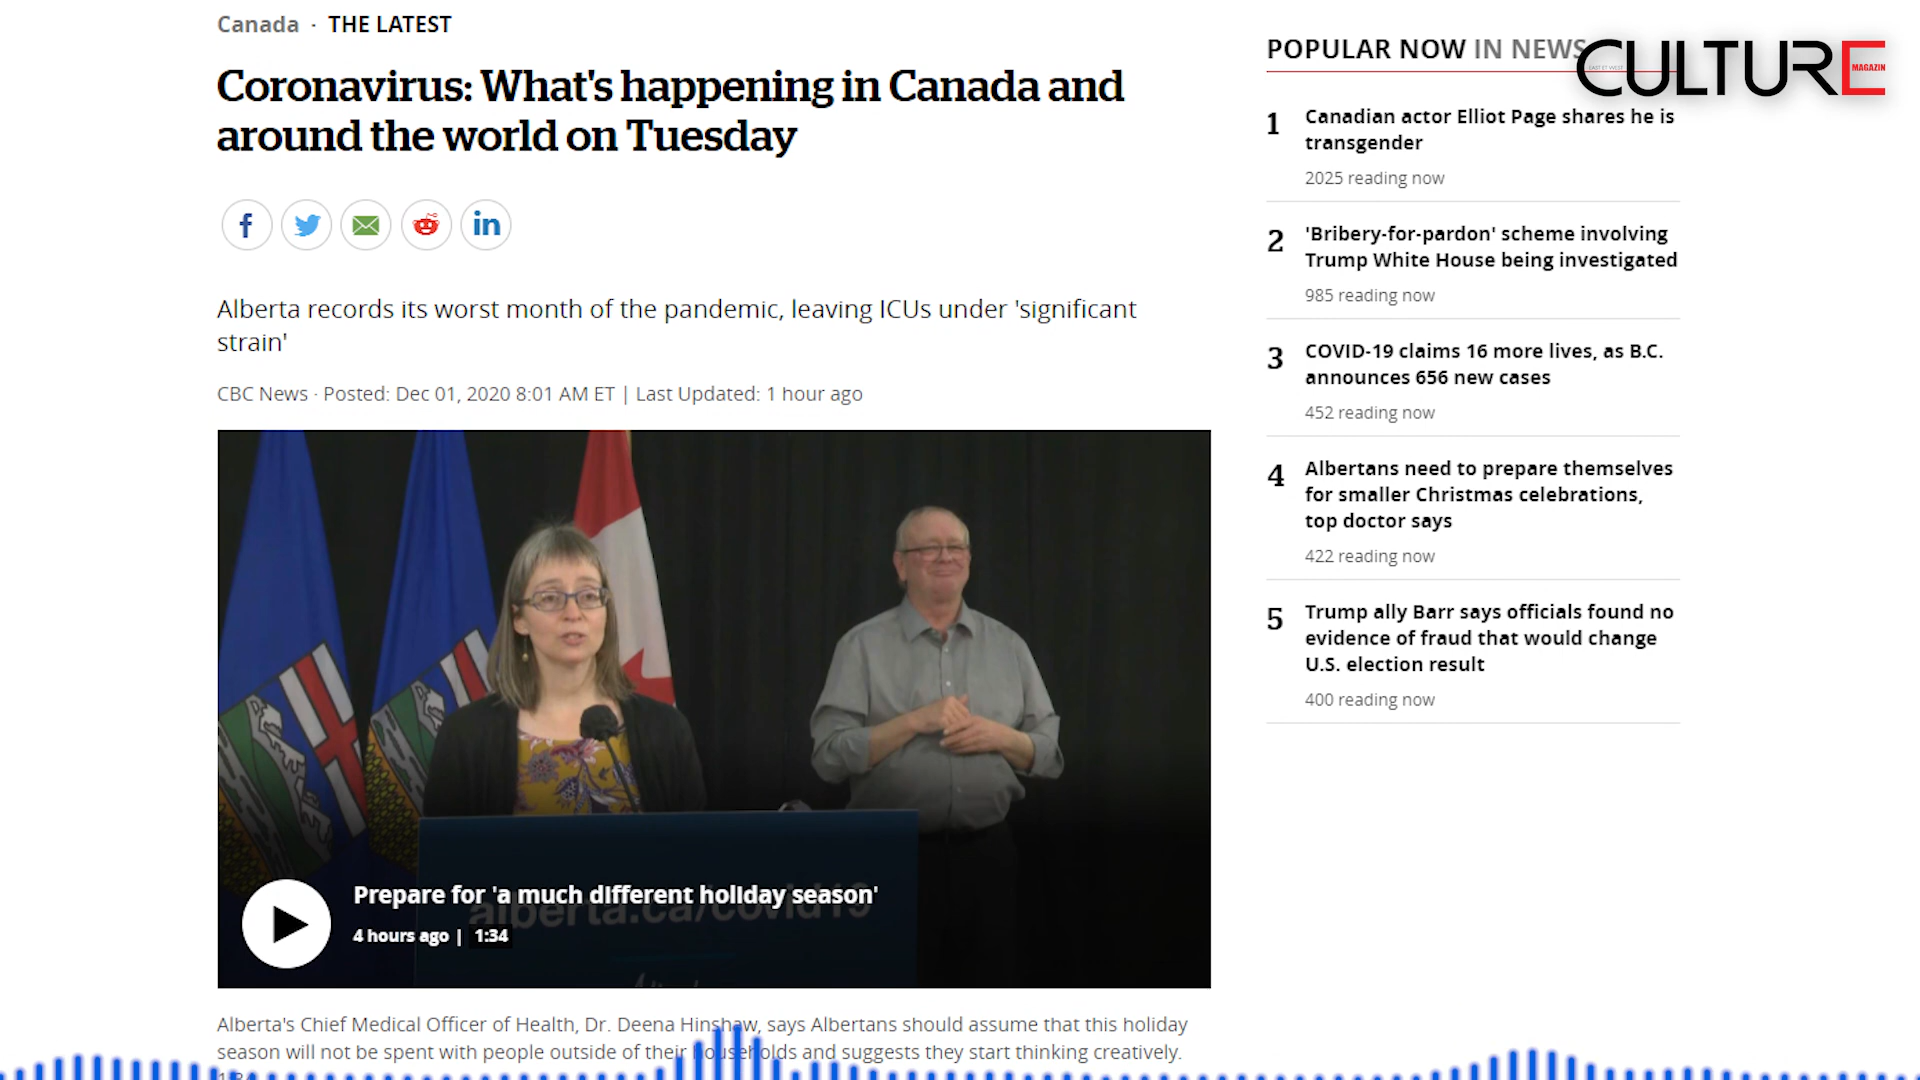 Canada · THE LATEST
Coronavirus: What's happening in Canada and
around the world on Tuesday
Alberta records its worst month of the pandemic, leaving ICUs under 'significant
strain'
CBC News · Posted: Dec 01, 2020 8:01 AM ET | Last Updated: 1 hour ago
alberta.ca/covid19
Prepare for 'a much different holiday season'
4 hours ago | 1:34
Alberta's Chief Medical Officer of Health, Dr. Deena Hinshaw, says Albertans should assume that this holiday
season will not be spent with people outside of their households and suggests they start thinking creatively.
1:34
POPULAR NOW IN NEWS
CULTURE
EAST ET WEST
MAGAZIN
1 Canadian actor Elliot Page shares he is
transgender
2025 reading now
2 'Bribery-for-pardon' scheme involving
Trump White House being investigated
985 reading now
3 COVID-19 claims 16 more lives, as B.C.
announces 656 new cases
452 reading now
4 Albertans need to prepare themselves
for smaller Christmas celebrations,
top doctor says
422 reading now
5 Trump ally Barr says officials found no
evidence of fraud that would change
U.S. election result
400 reading now